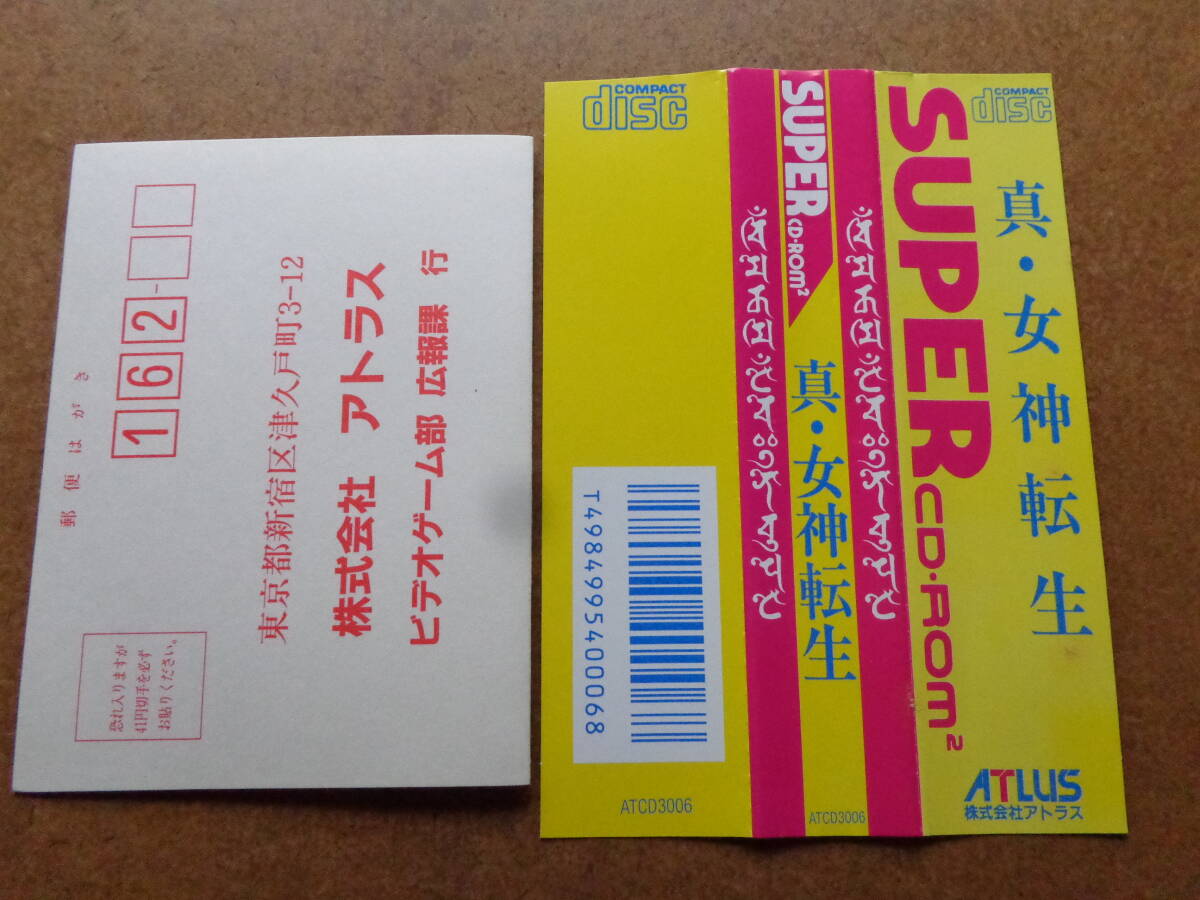 郵便はがき
162-
恐れ入りますが
41円切手を必ず
お貼りください。
東京都新宿区津久戸町3-12
株式会社 アトラス
ビデオゲーム部 広報課 行
COMPACT
disc
T4984995400068
ATCD3006
SUPER
CD-ROM2
真・女神転生
ATCD3006
SUPER CD・ROM2
COMPACT
disc
真・女神転生
ATLUS
株式会社アトラス